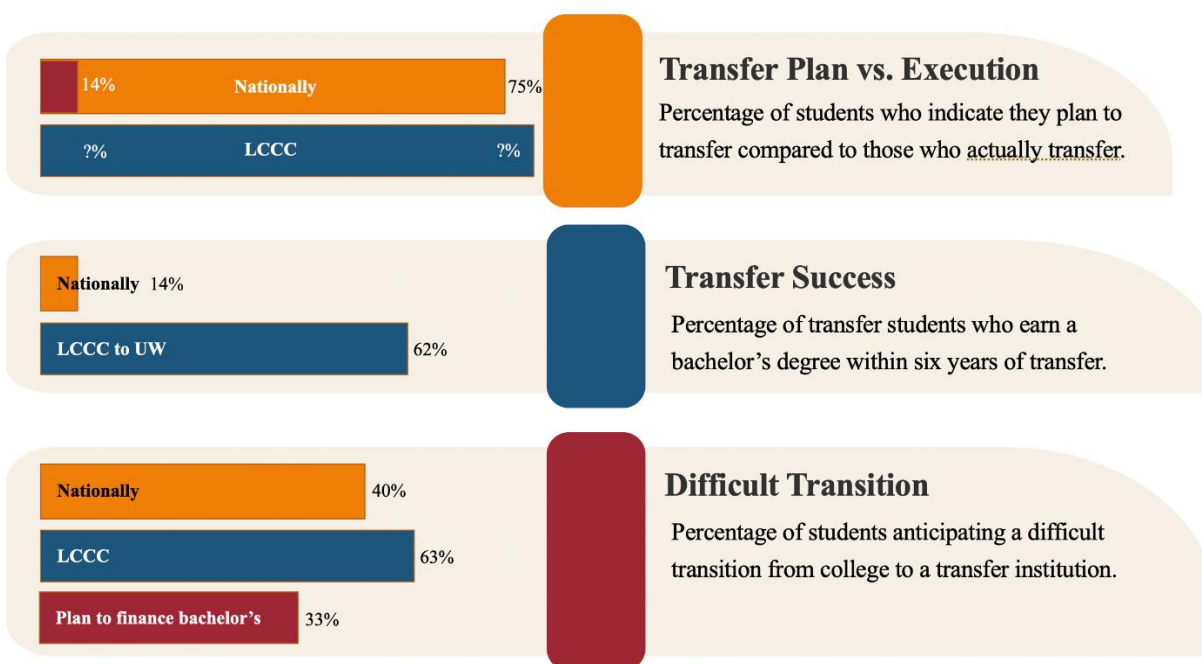 14%
Nationally
75%
?%
LCCC
?%
Transfer Plan vs. Execution
Percentage of students who indicate they plan to
transfer compared to those who actually transfer.
Nationally 14%
LCCC to UW
62%
Transfer Success
Percentage of transfer students who earn a
bachelor’s degree within six years of transfer.
Nationally
40%
LCCC
63%
Plan to finance bachelor’s
33%
Difficult Transition
Percentage of students anticipating a difficult
transition from college to a transfer institution.